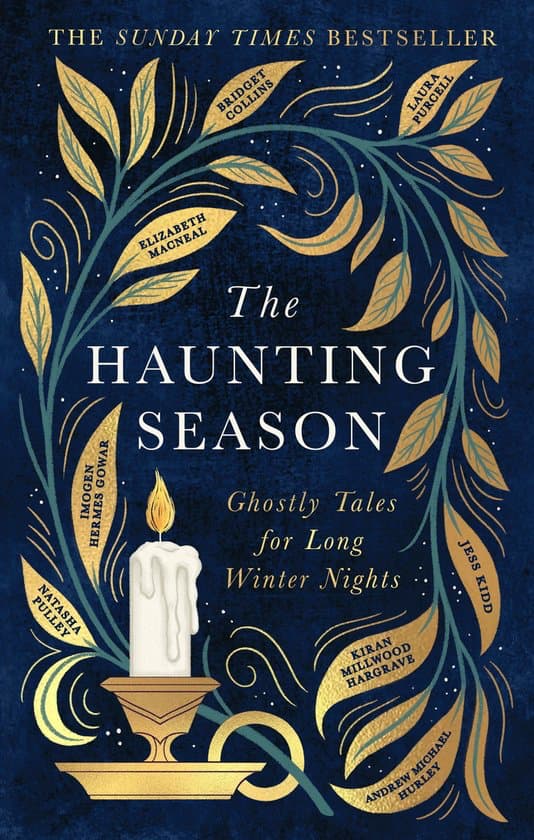 THE SUNDAY TIMES BESTSELLER
BRIDGET
COLLINS
LAURA
PURCELL
ELIZABETH
MACNEAL
The
HAUNTING
SEASON
Ghostly Tales
for Long
Winter Nights
IMOGEN
HERMES GOWAR
NATASHA
PULLEY
JESS KIDD
KIRAN
MILLWOOD
HARGRAVE
ANDREW MICHAEL
HURLEY